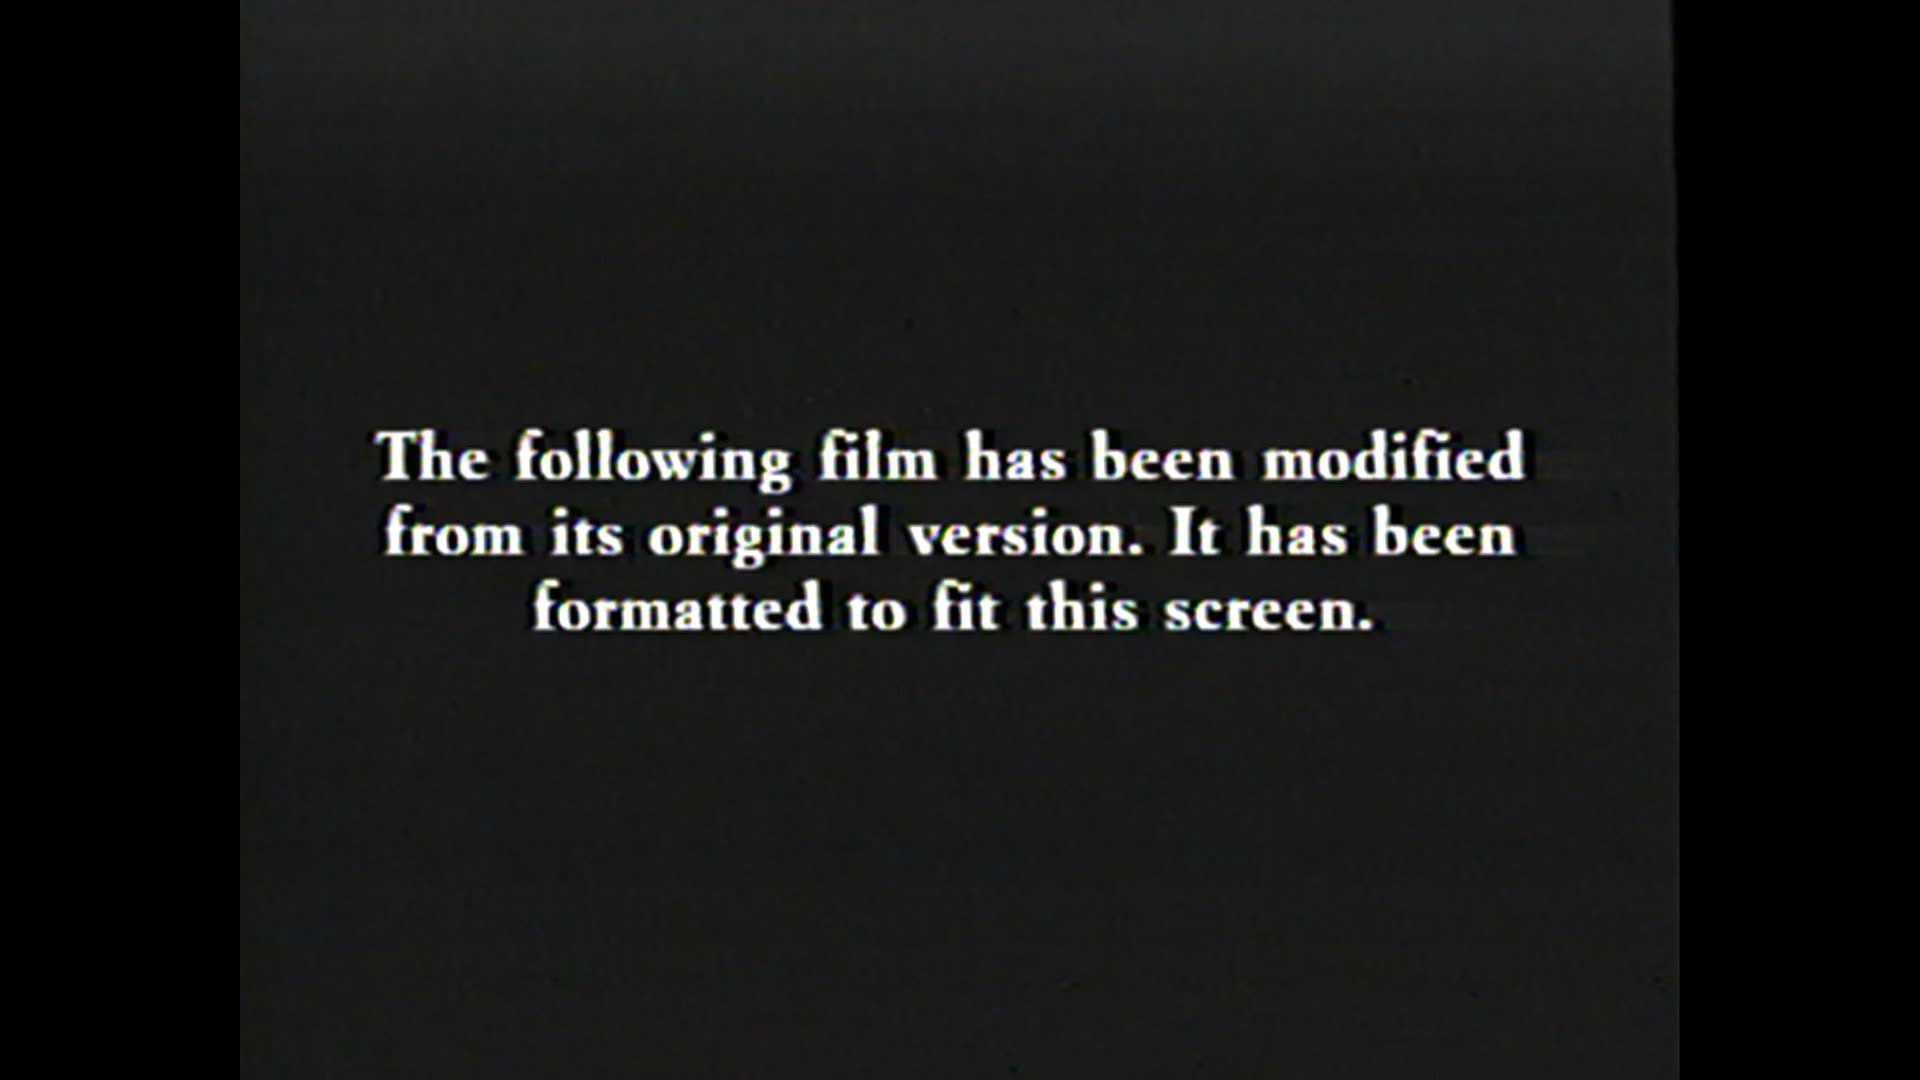 The following film has been modified
from its original version. It has been
formatted to fit this screen.